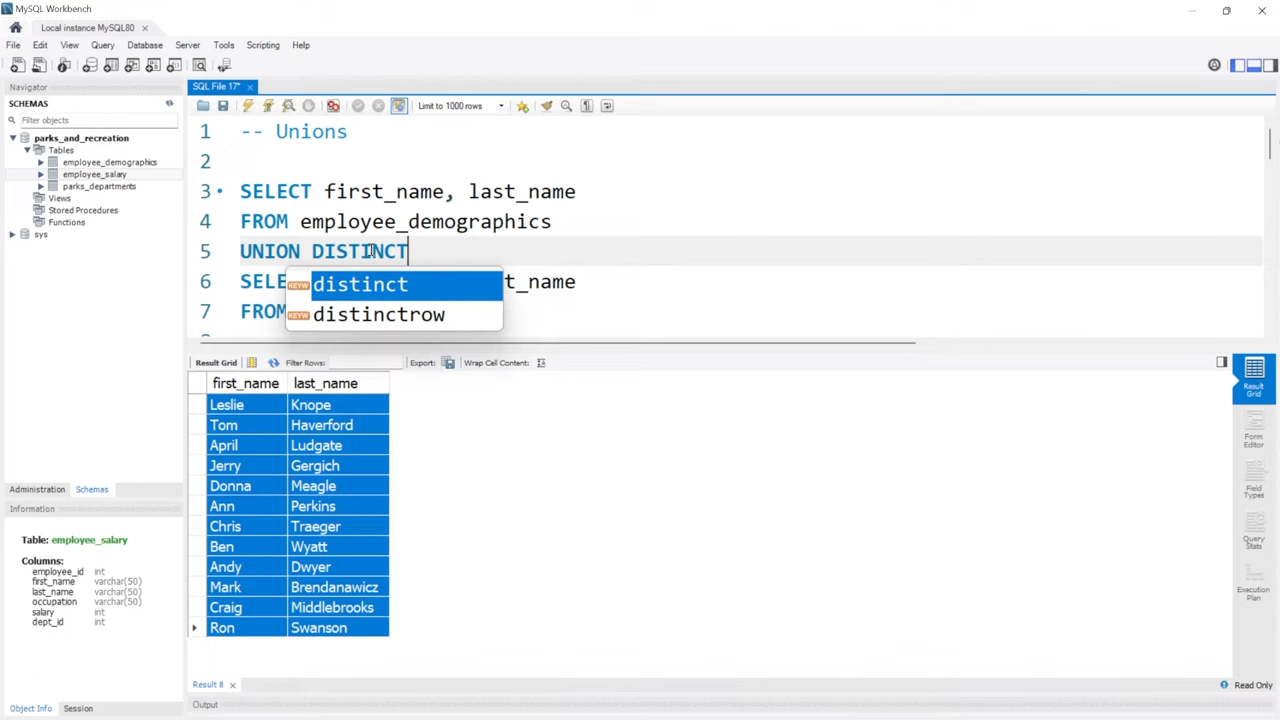 MySQL Workbench
Local instance MySQL80
File Edit View Query Database Server Tools Scripting Help
Navigator
SCHEMAS
Filter objects
parks_and_recreation
Tables
employee_demographics
employee_salary
parks_departments
Views
Stored Procedures
Functions
sys
Administration Schemas
Information
Table: employee_salary
Columns:
employee_id int
first_name varchar(50)
last_name varchar(50)
occupation varchar(50)
salary int
dept_id int
Object Info Session
SQL File 17*
Limit to 1000 rows
1 -- Unions
2
3 SELECT first_name, last_name
4 FROM employee_demographics
5 UNION DISTINCT
6 SELE t_name
7 FROM
KEYW distinct
KEYW distinctrow
Result Grid Filter Rows: Export: Wrap Cell Content:
first_name last_name
Leslie Knope
Tom Haverford
April Ludgate
Jerry Gergich
Donna Meagle
Ann Perkins
Chris Traeger
Ben Wyatt
Andy Dwyer
Mark Brendanawicz
Craig Middlebrooks
Ron Swanson
Result Grid
Form Editor
Field Types
Query Stats
Execution Plan
Result 8
Read Only
Output